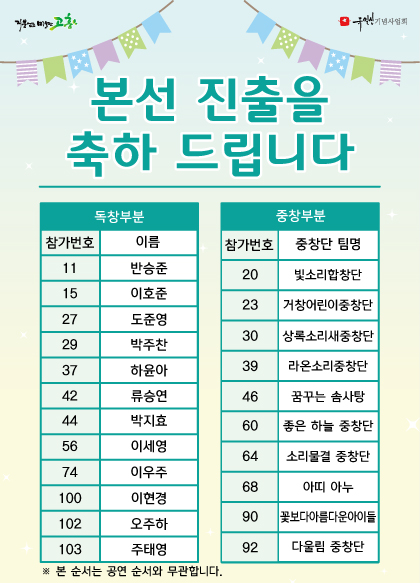 지붕없는 미술관 고흥
기념사업회
본선 진출을
축하 드립니다
독창부분
참가번호 이름
11 반승준
15 이호준
27 도준영
29 박주찬
37 하윤아
42 류승연
44 박지효
56 이세영
74 이우주
100 이현경
102 오주하
103 주태영
중창부분
참가번호 중창단 팀명
20 빛소리합창단
23 거창어린이중창단
30 상록소리새중창단
39 라온소리중창단
46 꿈꾸는 솜사탕
60 좋은 하늘 중창단
64 소리물결 중창단
68 아띠 아누
90 꽃보다아름다운아이들
92 다울림 중창단
※ 본 순서는 공연 순서와 무관합니다.